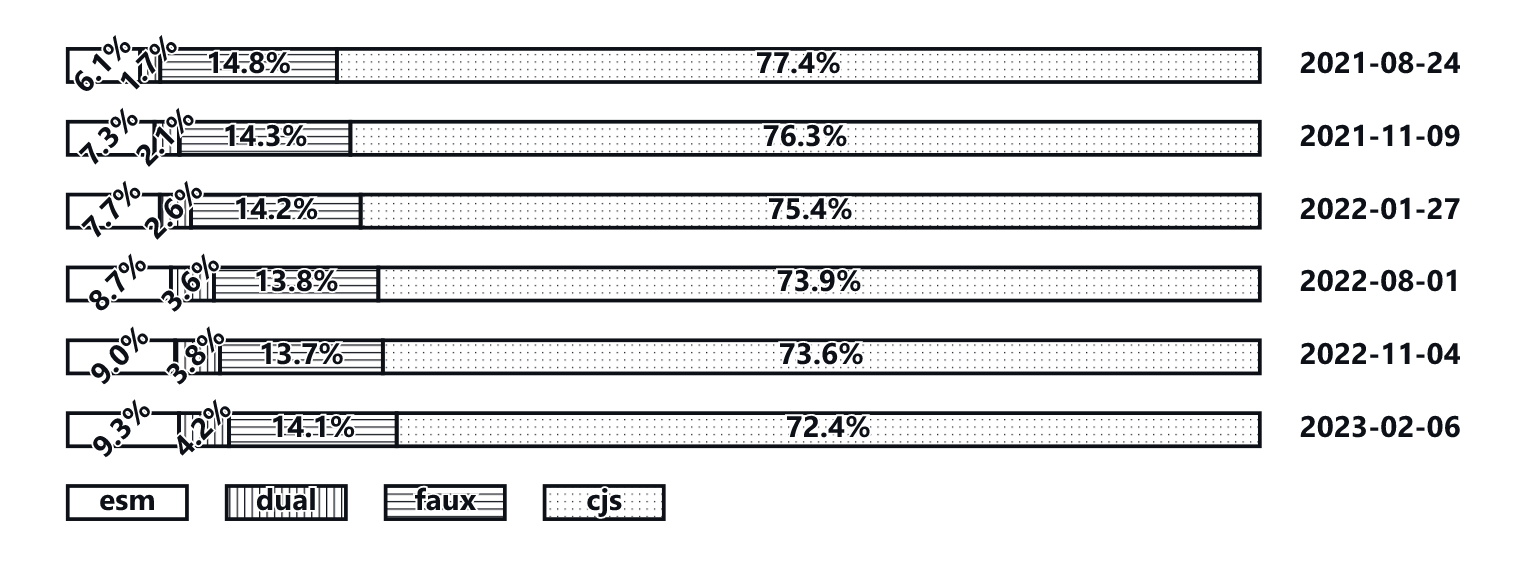 6.1% 1.7% 14.8% 77.4% 2021-08-24
7.3% 2.1% 14.3% 76.3% 2021-11-09
7.7% 2.6% 14.2% 75.4% 2022-01-27
8.7% 3.6% 13.8% 73.9% 2022-08-01
9.0% 3.8% 13.7% 73.6% 2022-11-04
9.3% 4.2% 14.1% 72.4% 2023-02-06
esm dual faux cjs